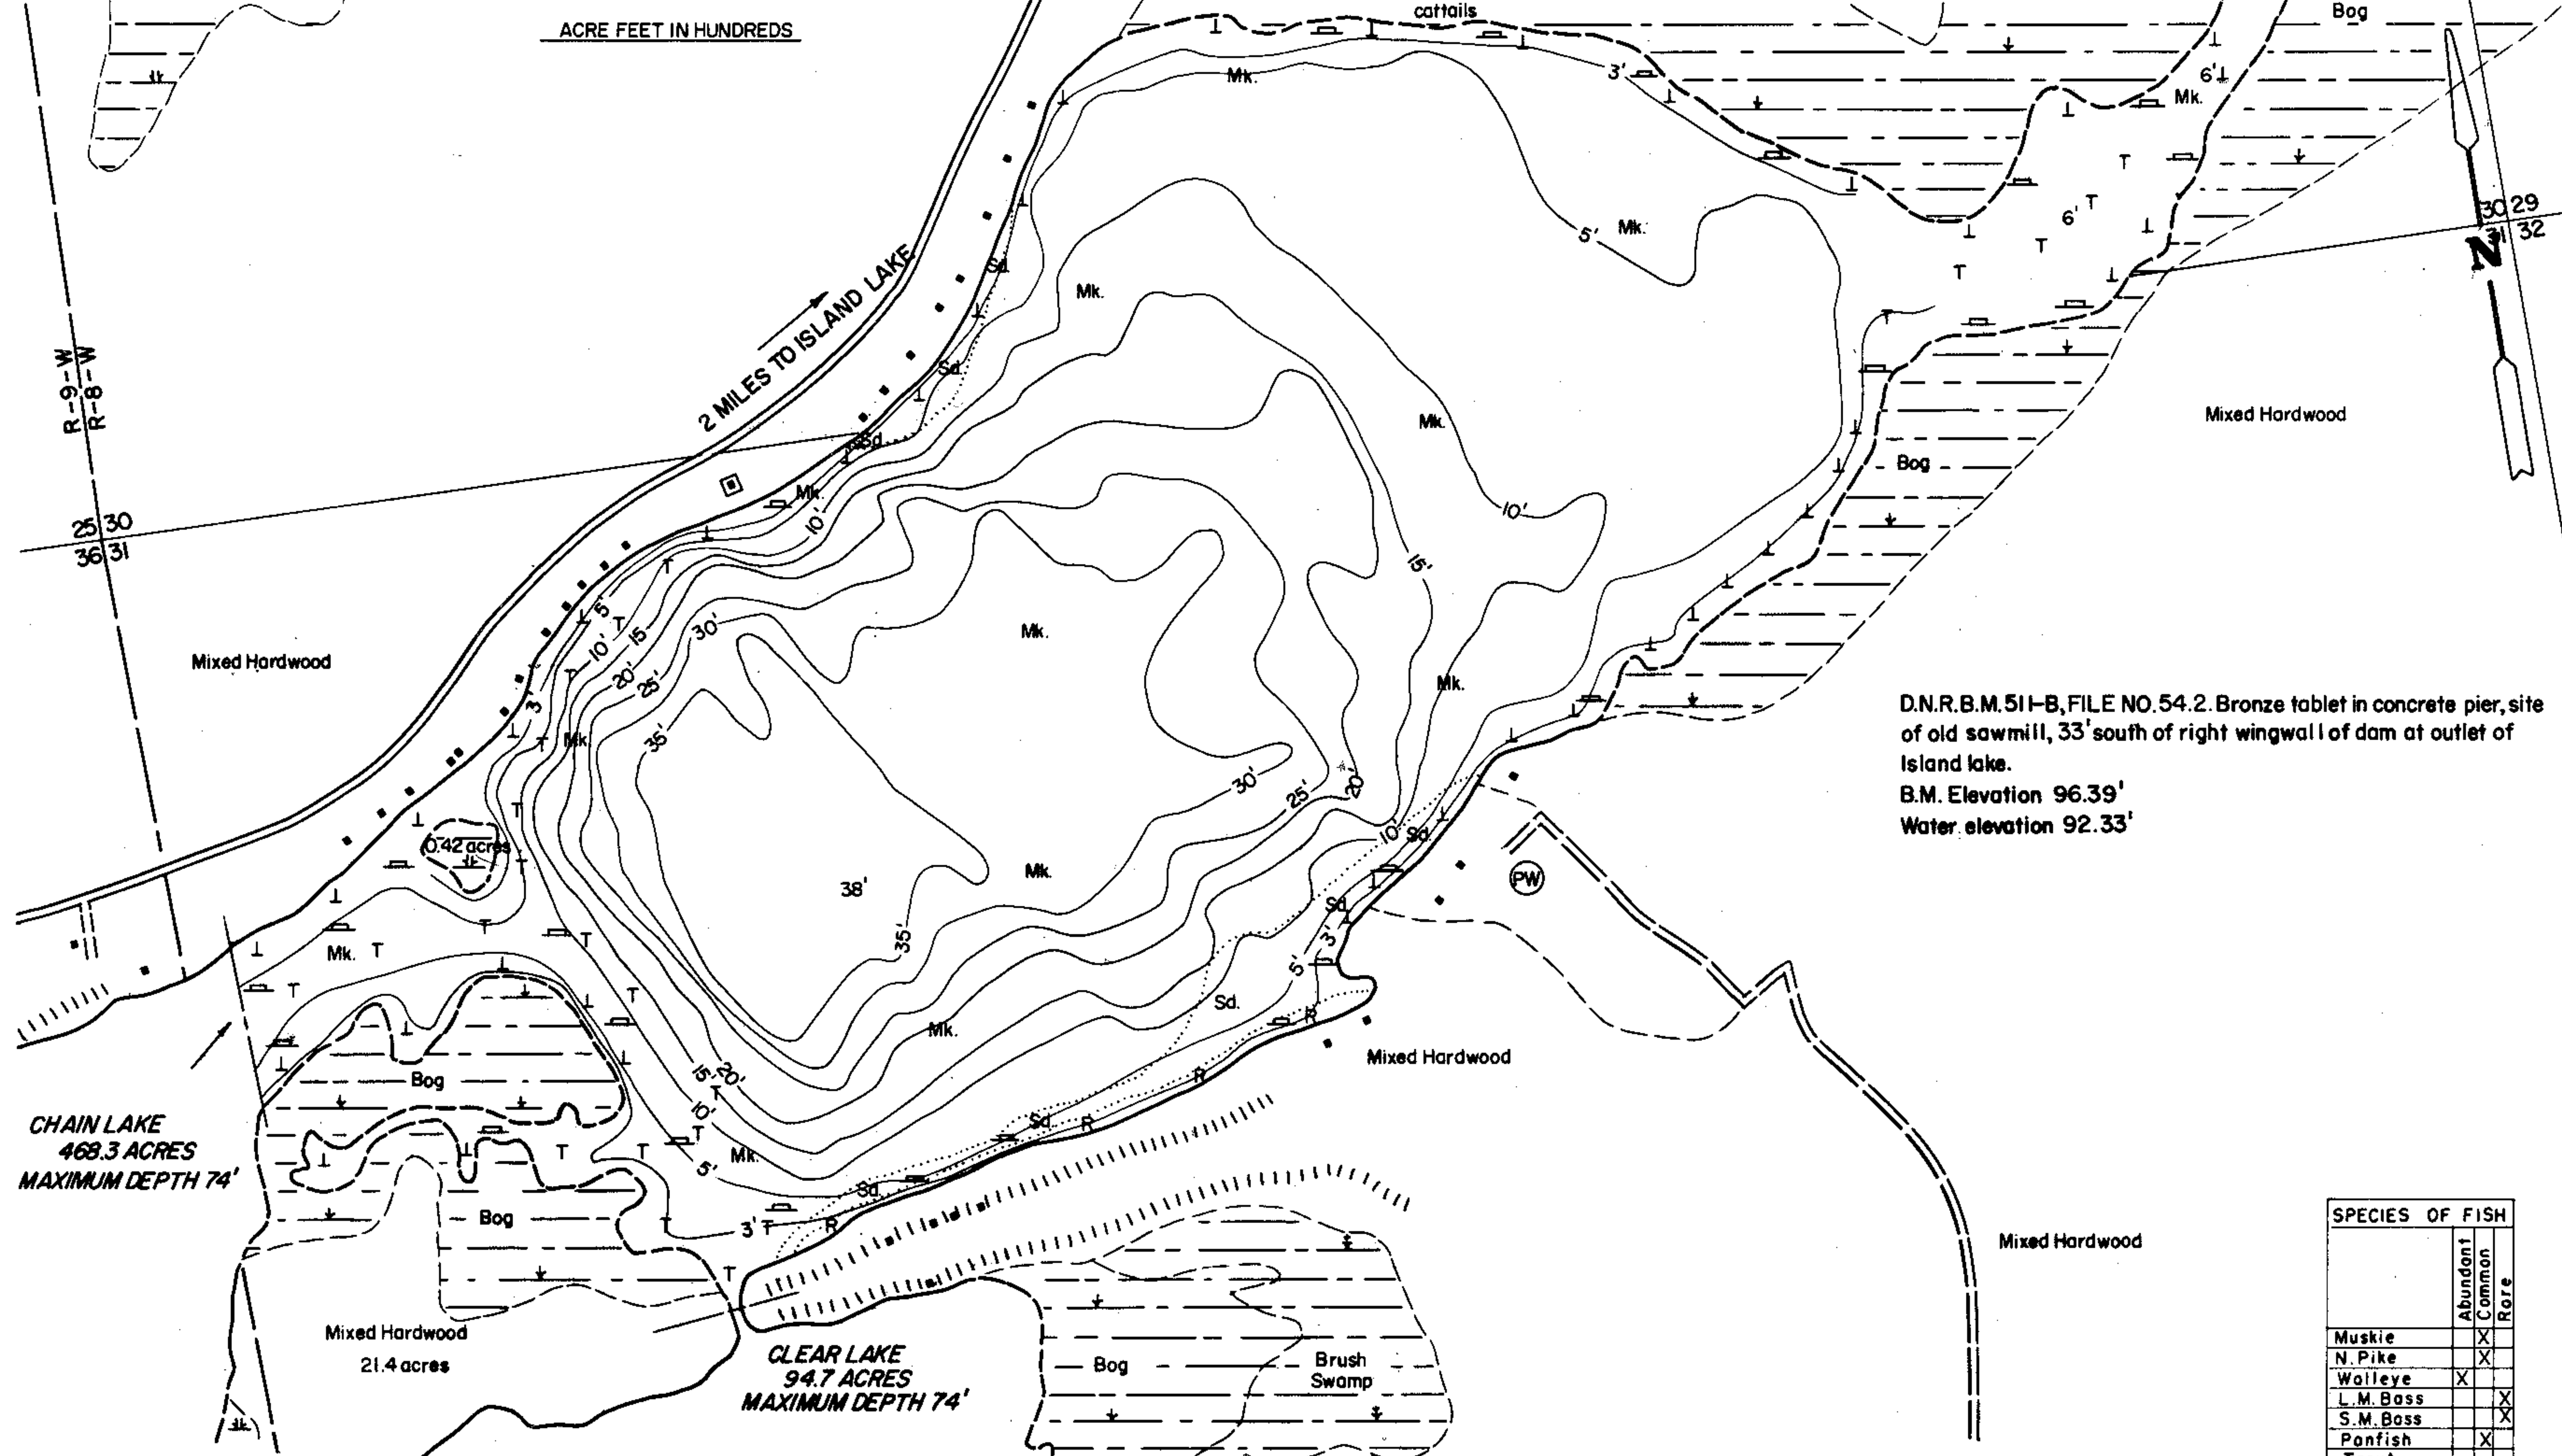 ACRE FEET IN HUNDREDS
cattails
Bog
Mk.
3'
6'
Mk.
30 29
31 32
N
6'
5'
Mk.
Sd.
Mk.
2 MILES TO ISLAND LAKE
R-9-W
R-8-W
Sd.
Mk.
Mixed Hardwood
Sd.
Bog
Mk.
10'
10'
25 30
36 31
15'
5'
10'
15
20'
25'
30'
Mk.
Mixed Hardwood
Mk.
3'
Mk.
35'
30'
25'
20'
D.N.R.B.M. 511-B, FILE NO. 54.2. Bronze tablet in concrete pier, site
of old sawmill, 33' south of right wingwall of dam at outlet of
Island lake.
B.M. Elevation 96.39'
Water elevation 92.33'
0.42 acres
10'
Sd.
Mk.
38'
PW
Sd.
35'
3'
5'
Mk.
Sd.
R
Mk.
Mixed Hardwood
Bog
15'
20'
R
10'
Sd.
R
CHAIN LAKE
468.3 ACRES
MAXIMUM DEPTH 74'
Mk.
5'
Sd.
Bog
3'
R
Mixed Hardwood
Mixed Hardwood
21.4 acres
CLEAR LAKE
94.7 ACRES
MAXIMUM DEPTH 74'
Bog
Brush
Swamp
SPECIES OF FISH
Abundant
Common
Rare
Muskie X
N. Pike X
Walleye X
L.M. Bass X
S.M. Bass X
Panfish X